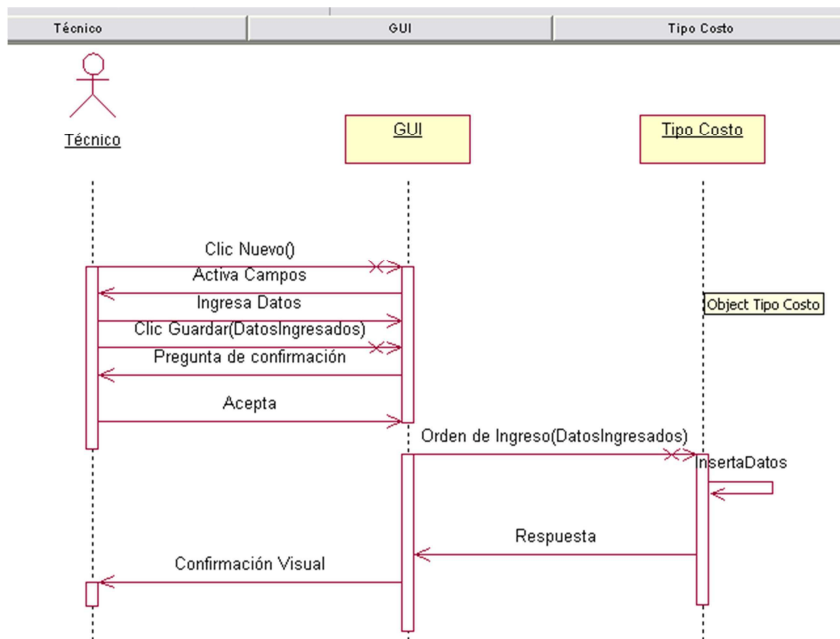 Técnico
GUI
Tipo Costo
Técnico
GUI
Tipo Costo
Clic Nuevo()
Activa Campos
Ingresa Datos
Object Tipo Costo
Clic Guardar(DatosIngresados)
Pregunta de confirmación
Acepta
Orden de Ingreso(DatosIngresados)
InsertaDatos
Respuesta
Confirmación Visual